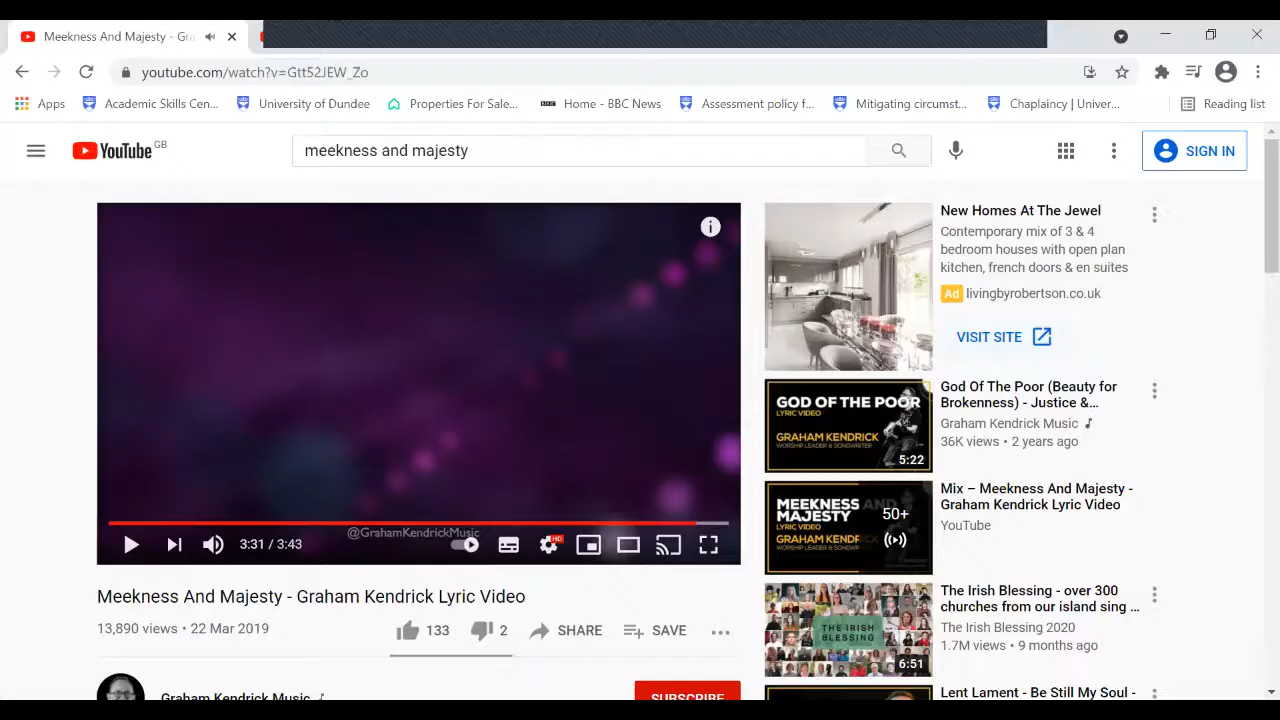 Meekness And Majesty - Gra
youtube.com/watch?v=Gtt52JEW_Zo
Apps
Academic Skills Cen...
University of Dundee
Properties For Sale...
Home - BBC News
Assessment policy f...
Mitigating circumst...
Chaplaincy | Univer...
Reading list
YouTube GB
meekness and majesty
SIGN IN
@GrahamKendrickMusic
3:31 / 3:43
HD
Meekness And Majesty - Graham Kendrick Lyric Video
13,890 views • 22 Mar 2019
133
2
SHARE
SAVE
Graham Kendrick Music
SUBSCRIBE
New Homes At The Jewel
Contemporary mix of 3 & 4
bedroom houses with open plan
kitchen, french doors & en suites
Ad livingbyrobertson.co.uk
VISIT SITE
GOD OF THE POOR
LYRIC VIDEO
GRAHAM KENDRICK
WORSHIP LEADER & SONGWRITER
5:22
God Of The Poor (Beauty for
Brokenness) - Justice &...
Graham Kendrick Music
36K views • 2 years ago
MEEKNESS AND
MAJESTY
LYRIC VIDEO
GRAHAM KENDR
50+
Mix – Meekness And Majesty -
Graham Kendrick Lyric Video
YouTube
THE IRISH
BLESSING
6:51
The Irish Blessing - over 300
churches from our island sing ...
The Irish Blessing 2020
1.7M views • 9 months ago
Lent Lament - Be Still My Soul -